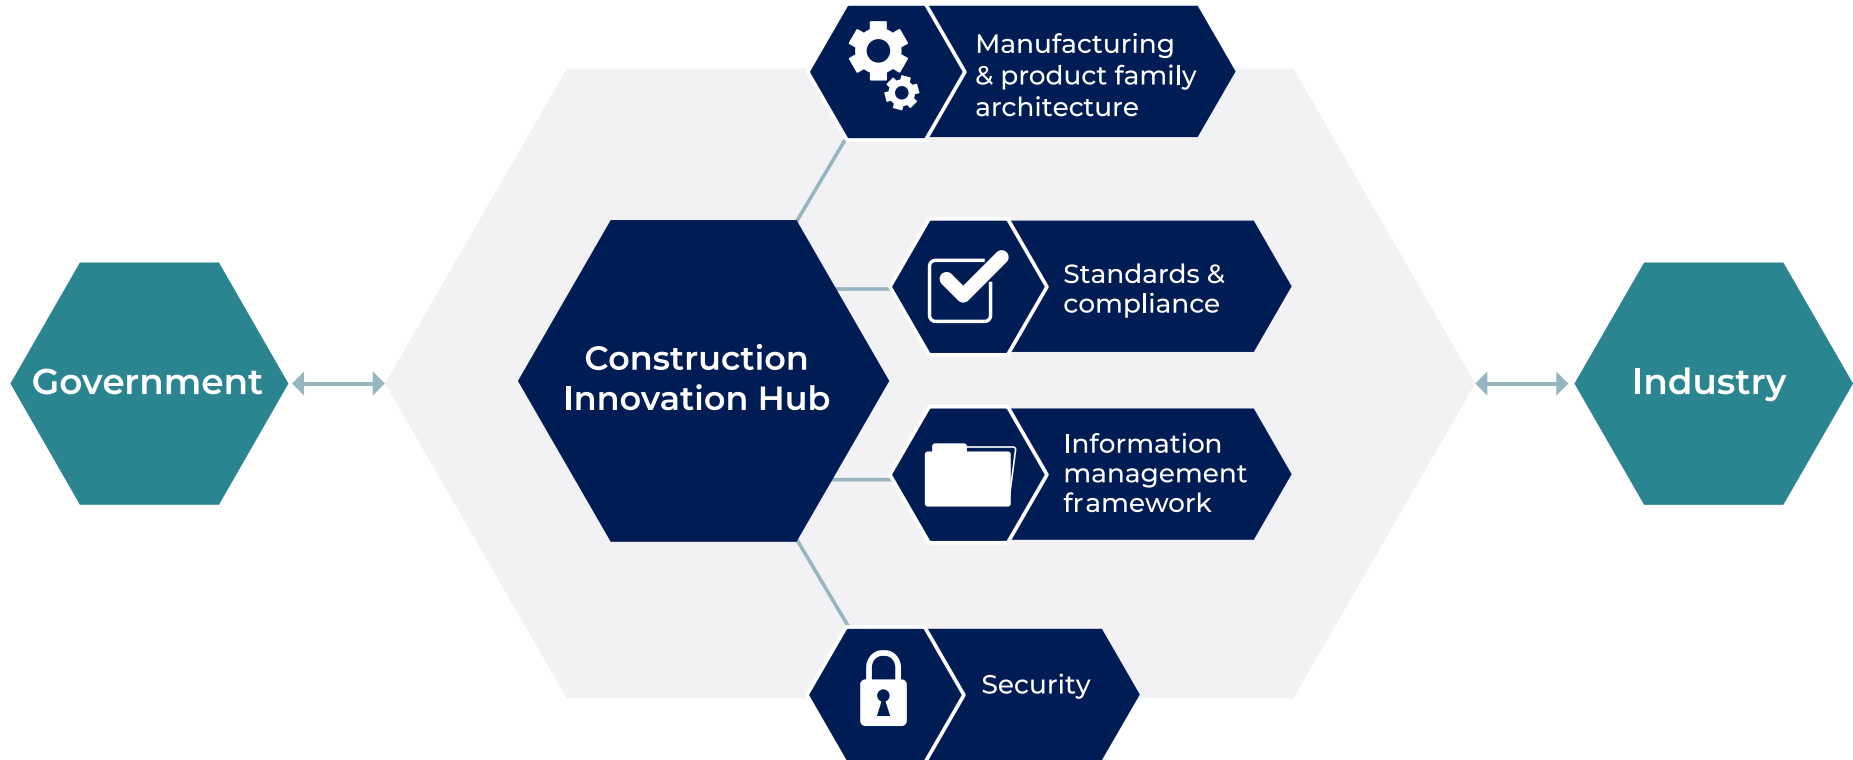 Manufacturing
& product family
architecture
Standards &
compliance
Construction
Innovation Hub
Government
Industry
Information
management
framework
Security